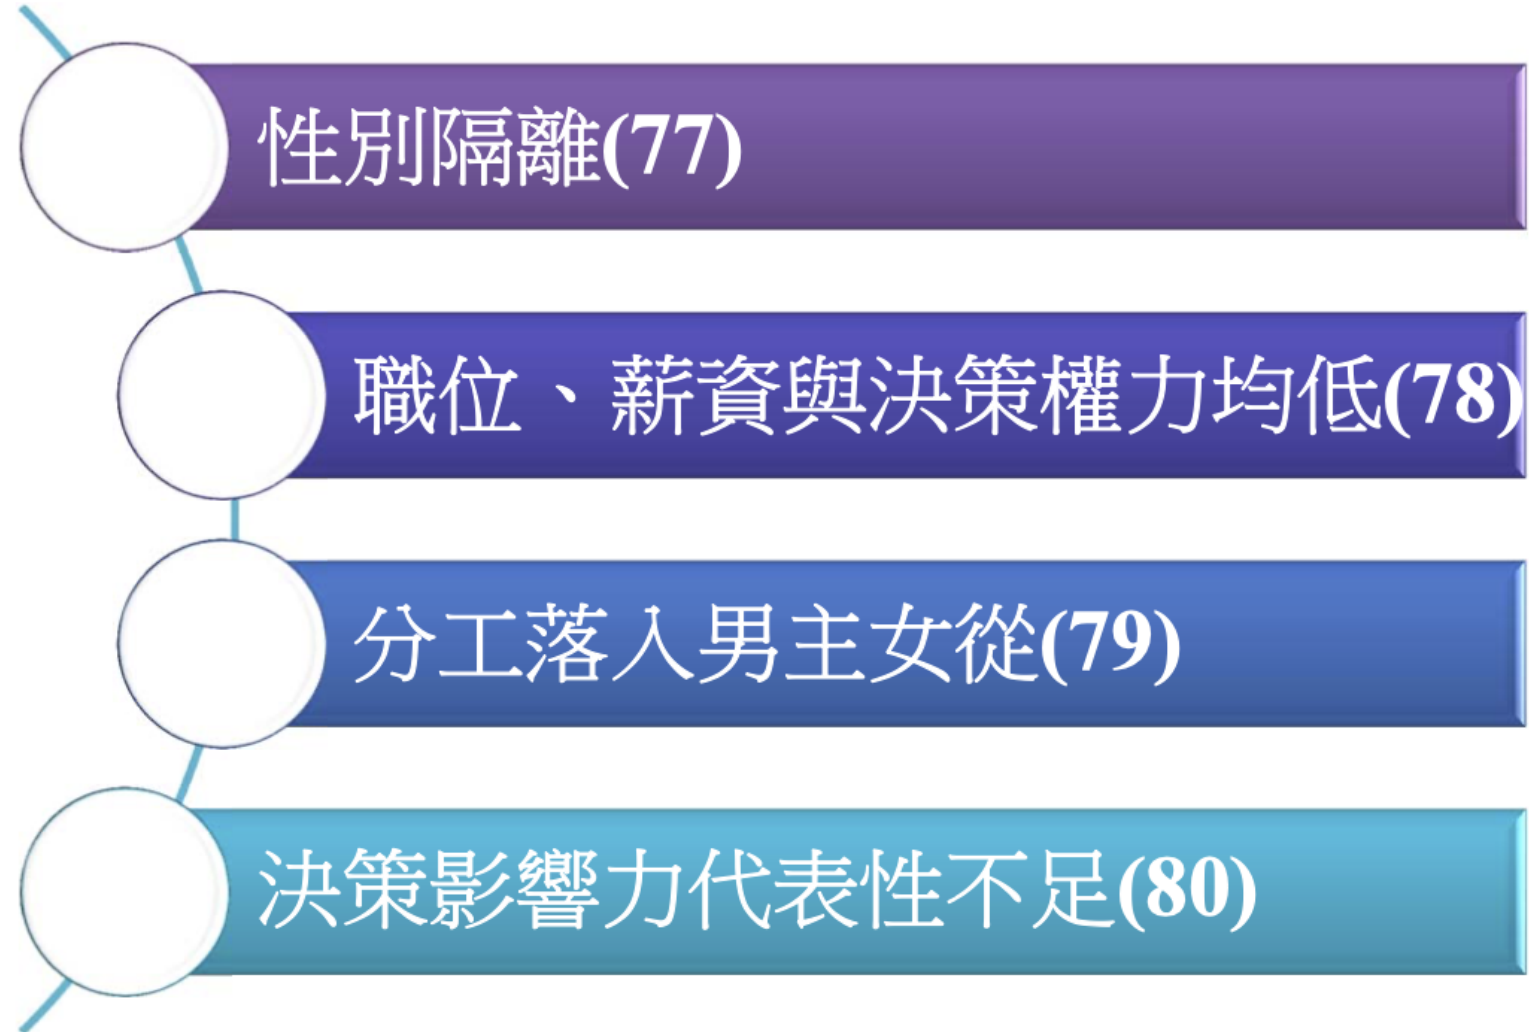 性別隔離(77)
職位、薪資與決策權力均低(78)
分工落入男主女從(79)
決策影響力代表性不足(80)